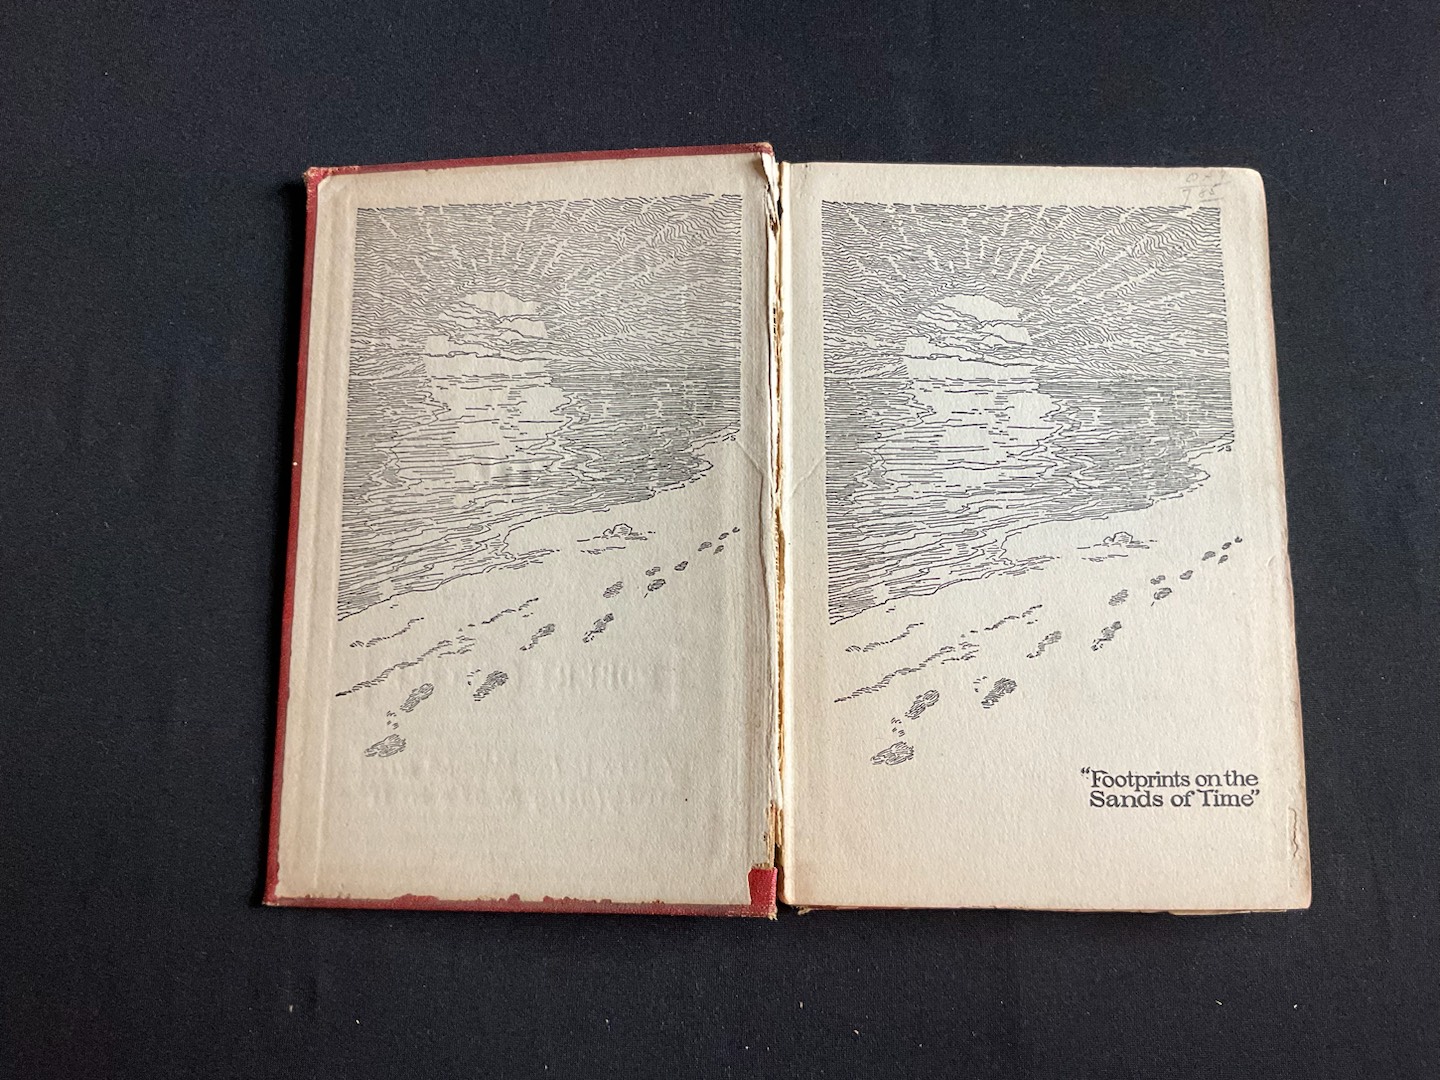 "Footprints on the
Sands of Time"